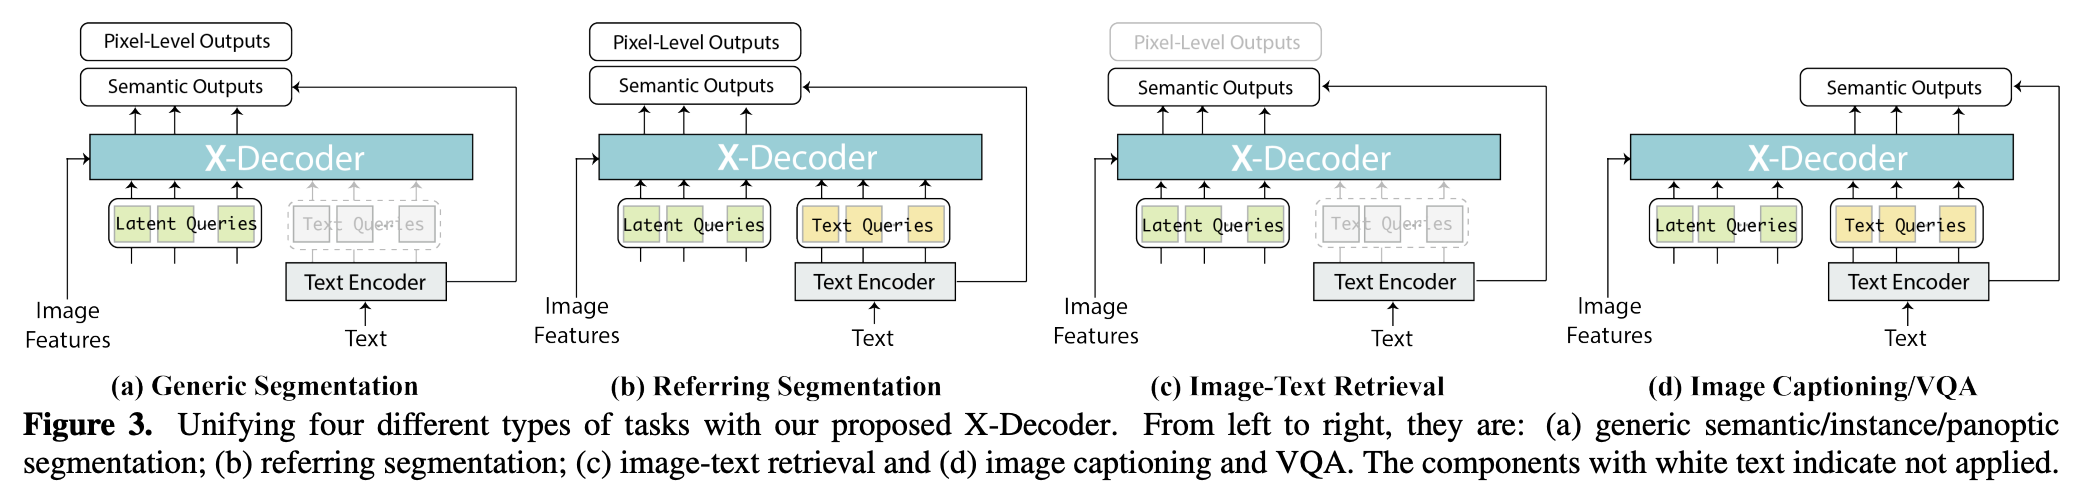 Pixel-Level Outputs
Semantic Outputs
X-Decoder
Latent Queries
Text Queries
Text Encoder
Image
Features
Text
(a) Generic Segmentation
Pixel-Level Outputs
Semantic Outputs
X-Decoder
Latent Queries
Text Queries
Text Encoder
Image
Features
Text
(b) Referring Segmentation
Pixel-Level Outputs
Semantic Outputs
X-Decoder
Latent Queries
Text Queries
Text Encoder
Image
Features
Text
(c) Image-Text Retrieval
Semantic Outputs
X-Decoder
Latent Queries
Text Queries
Text Encoder
Image
Features
Text
(d) Image Captioning/VQA
Figure 3. Unifying four different types of tasks with our proposed X-Decoder. From left to right, they are: (a) generic semantic/instance/panoptic
segmentation; (b) referring segmentation; (c) image-text retrieval and (d) image captioning and VQA. The components with white text indicate not applied.